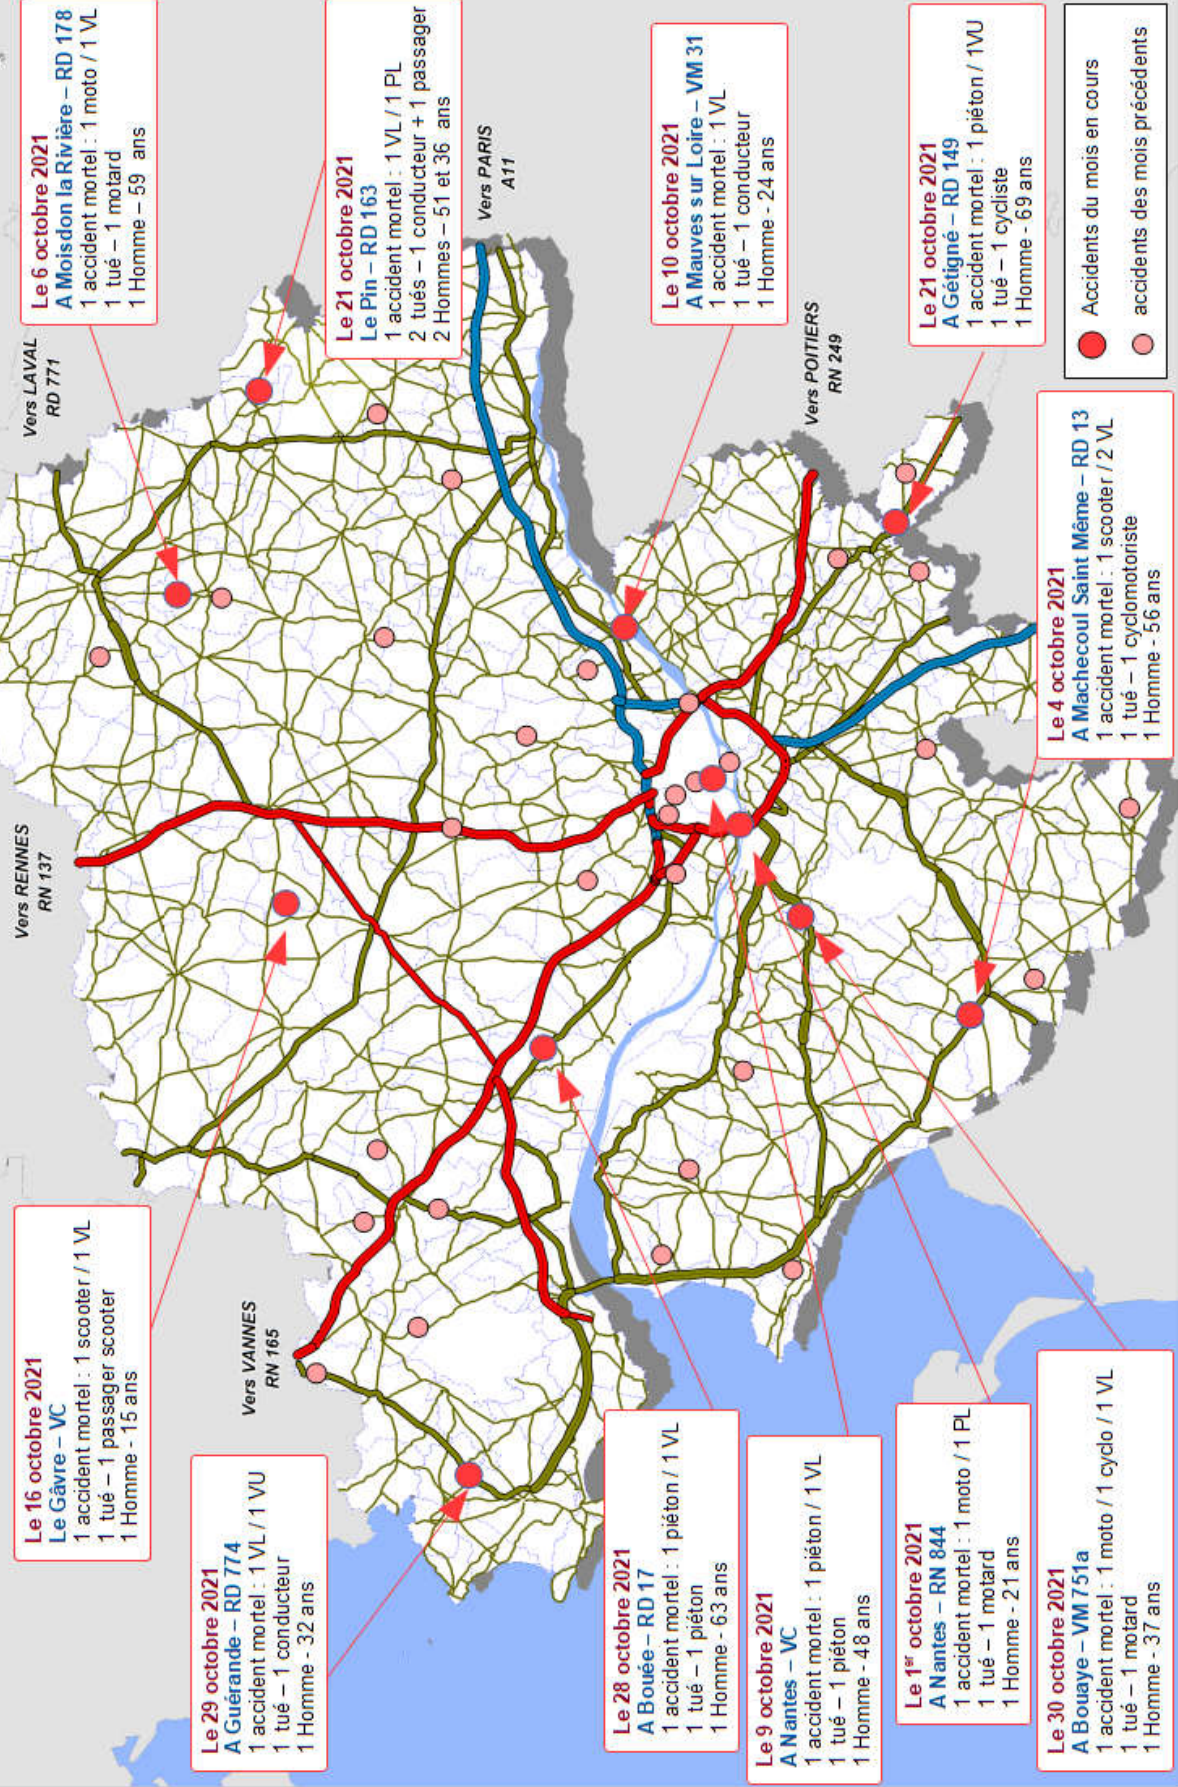 Le 16 octobre 2021
Le Gâvre – VC
1 accident mortel : 1 scooter / 1 VL
1 tué – 1 passager scooter
1 Homme - 15 ans
Vers RENNES
RN 137
Vers LAVAL
RD 771
Le 6 octobre 2021
A Moisdon la Rivière – RD 178
1 accident mortel : 1 moto / 1 VL
1 tué – 1 motard
1 Homme – 59 ans
Le 29 octobre 2021
A Guérande – RD 774
1 accident mortel : 1 VL / 1 VU
1 tué – 1 conducteur
1 Homme - 32 ans
Vers VANNES
RN 165
Le 21 octobre 2021
Le Pin – RD 163
1 accident mortel : 1 VL / 1 PL
2 tués – 1 conducteur + 1 passager
2 Hommes – 51 et 36 ans
Vers PARIS
A11
Le 28 octobre 2021
A Bouée – RD 17
1 accident mortel : 1 piéton / 1 VL
1 tué – 1 piéton
1 Homme - 63 ans
Le 10 octobre 2021
A Mauves sur Loire – VM 31
1 accident mortel : 1 VL
1 tué – 1 conducteur
1 Homme - 24 ans
Le 9 octobre 2021
A Nantes – VC
1 accident mortel : 1 piéton / 1 VL
1 tué – 1 piéton
1 Homme - 48 ans
Vers POITIERS
RN 249
Le 1er octobre 2021
A Nantes – RN 844
1 accident mortel : 1 moto / 1 PL
1 tué – 1 motard
1 Homme - 21 ans
Le 21 octobre 2021
A Gétigné – RD 149
1 accident mortel : 1 piéton / 1VU
1 tué – 1 cycliste
1 Homme - 69 ans
Le 30 octobre 2021
A Bouaye – VM 751a
1 accident mortel : 1 moto / 1 cyclo / 1 VL
1 tué – 1 motard
1 Homme - 37 ans
Le 4 octobre 2021
A Machecoul Saint Même – RD 13
1 accident mortel : 1 scooter / 2 VL
1 tué – 1 cyclomotoriste
1 Homme - 56 ans
Accidents du mois en cours
accidents des mois précédents